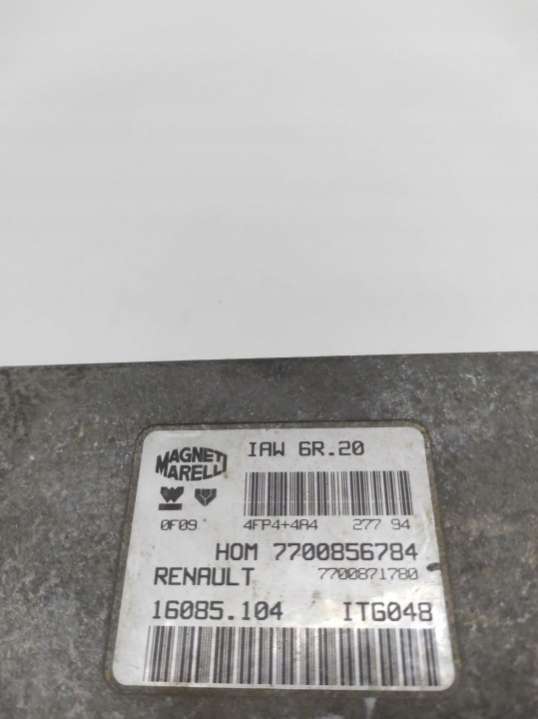 MAGNETI MARELLI
IAW 6R.20
0F09 4FP4+4A4 277 94
HOM 7700856784
RENAULT 7700871780
16085.104 ITG048